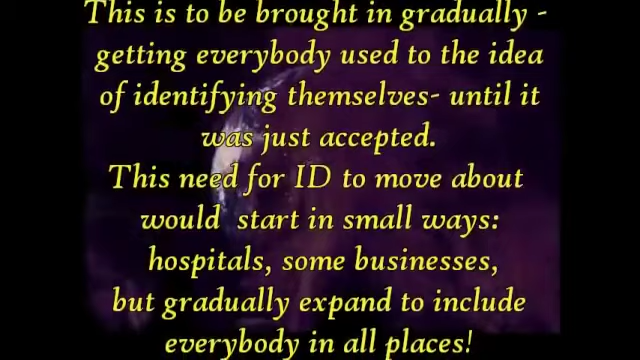 This is to be brought in gradually -
getting everybody used to the idea
of identifying themselves- until it
was just accepted.
This need for ID to move about
would start in small ways:
hospitals, some businesses,
but gradually expand to include
everybody in all places!